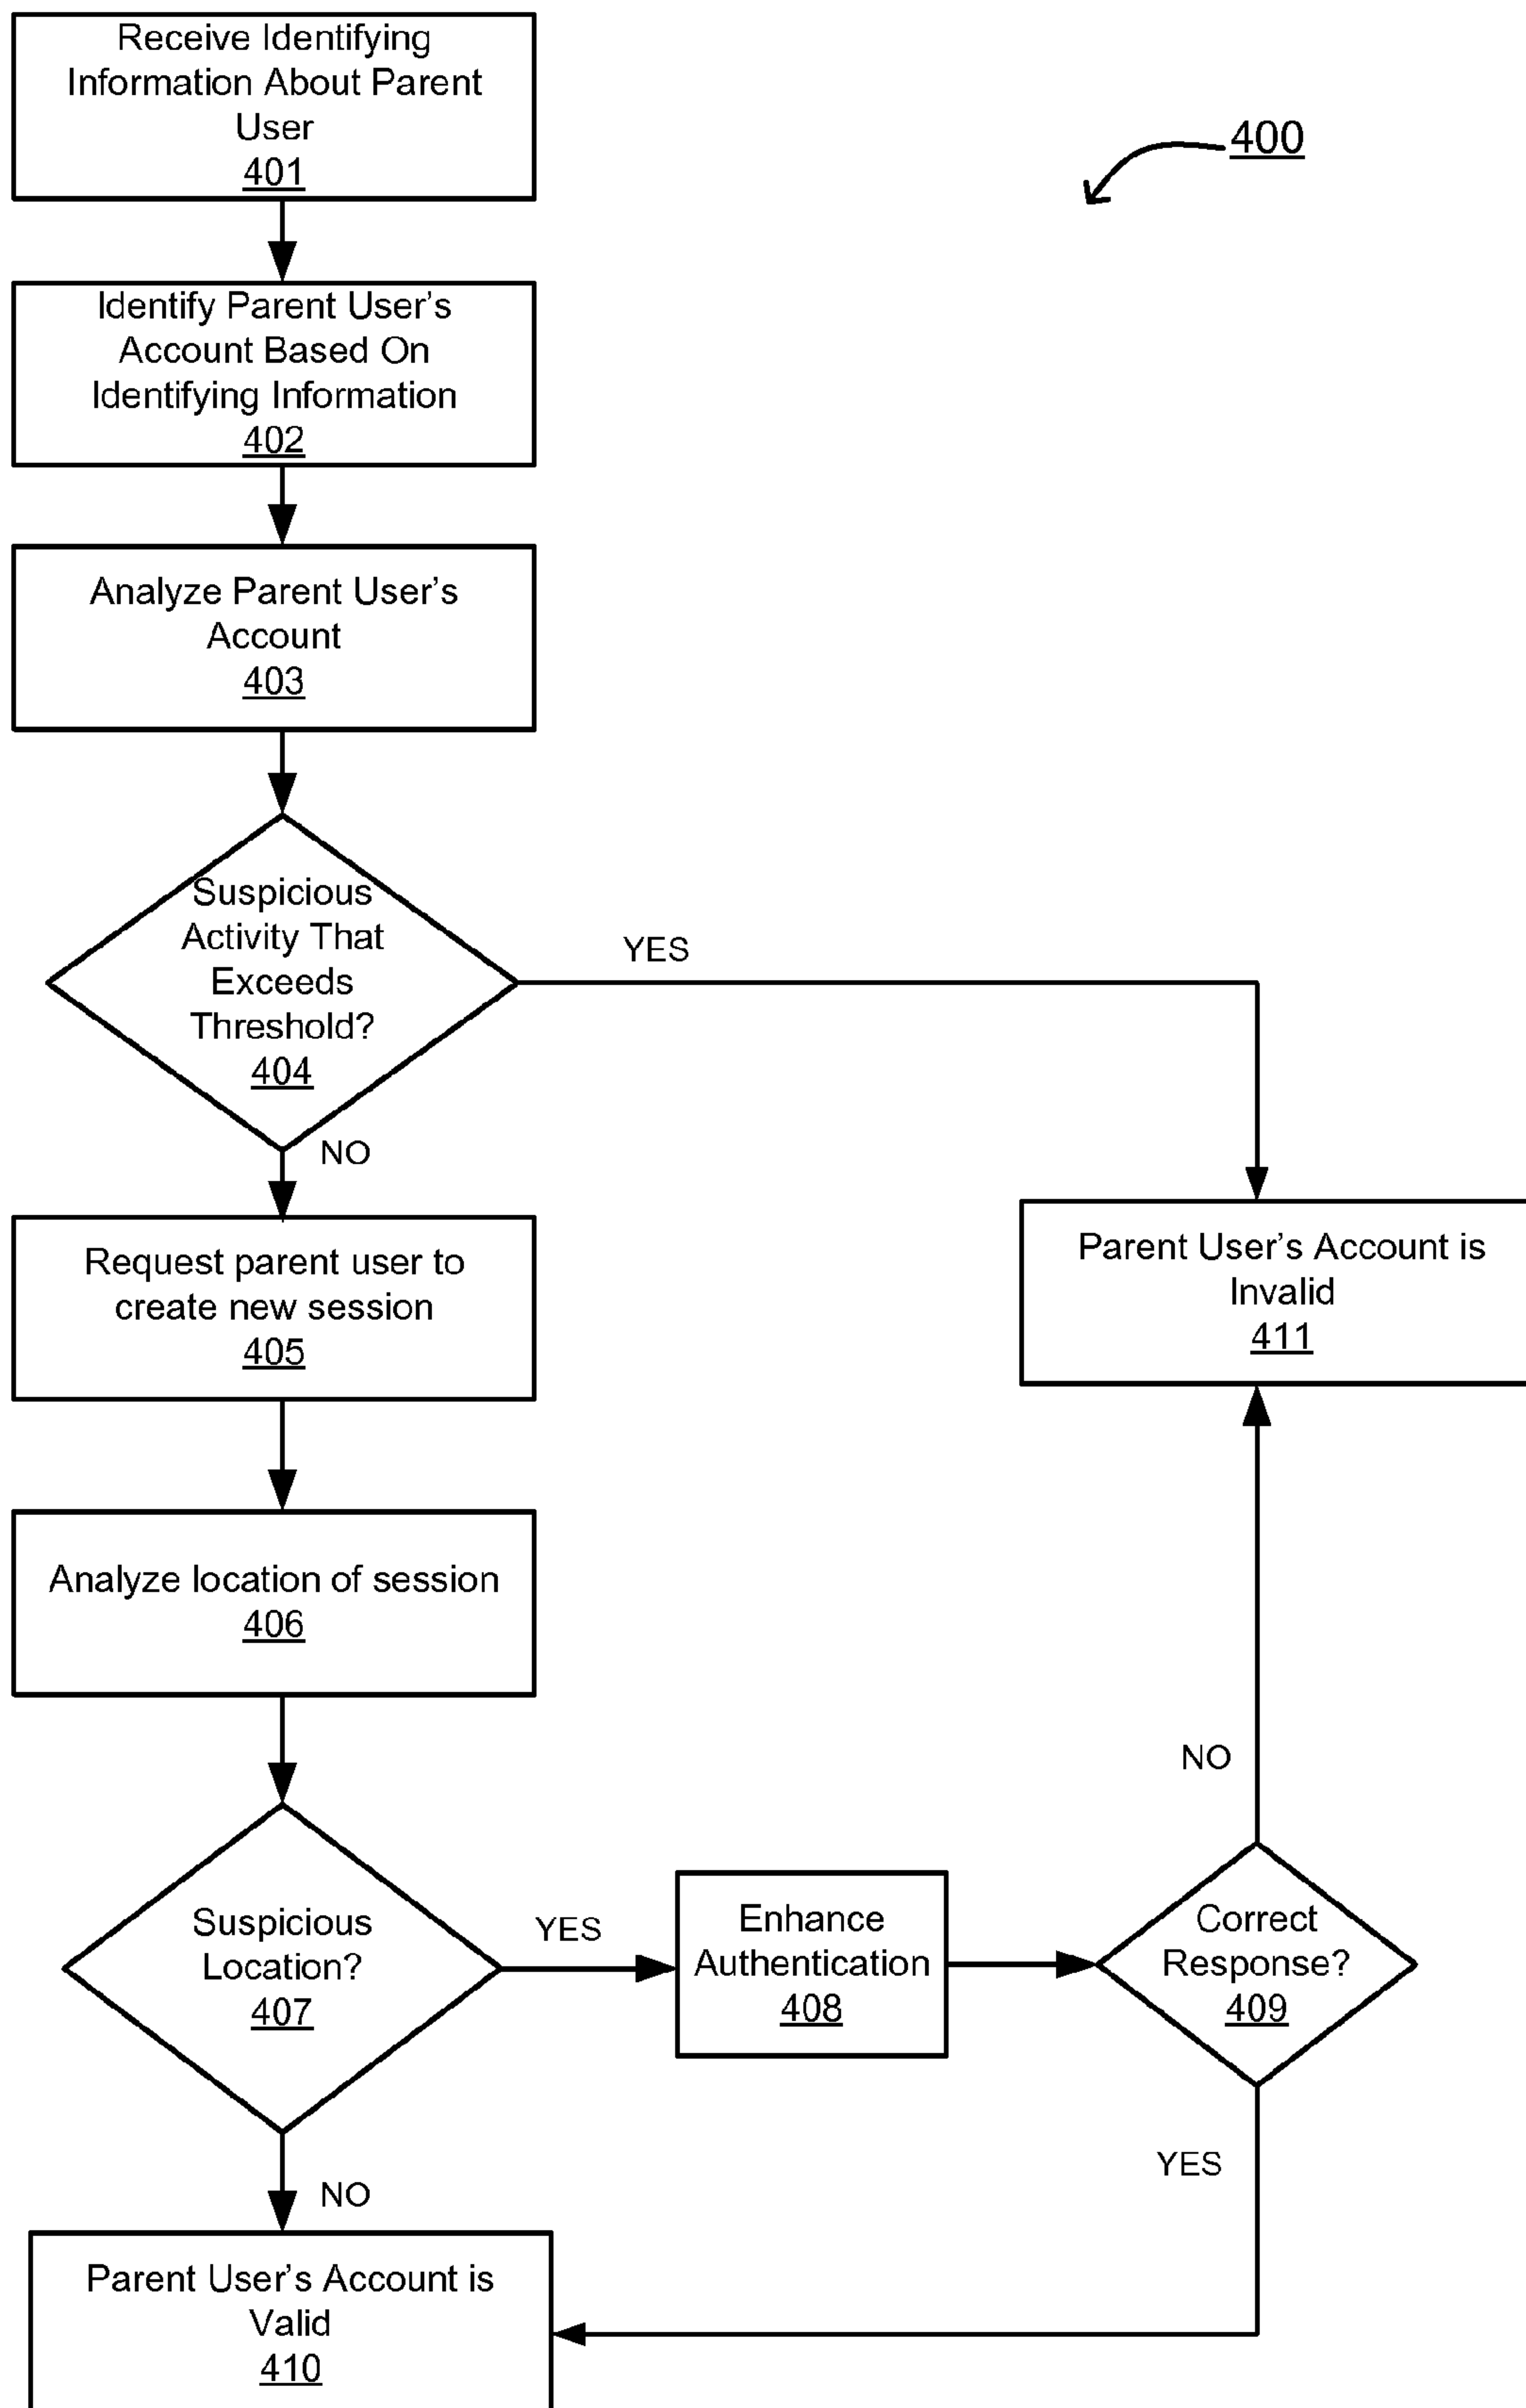 Receive Identifying
Information About Parent
User
401
400
Identify Parent User's
Account Based On
Identifying Information
402
Analyze Parent User's
Account
403
Suspicious
Activity That
Exceeds
Threshold?
404
YES
NO
Request parent user to
create new session
405
Parent User's Account is
Invalid
411
Analyze location of session
406
NO
Suspicious
Location?
407
YES
Enhance
Authentication
408
Correct
Response?
409
YES
NO
Parent User's Account is
Valid
410